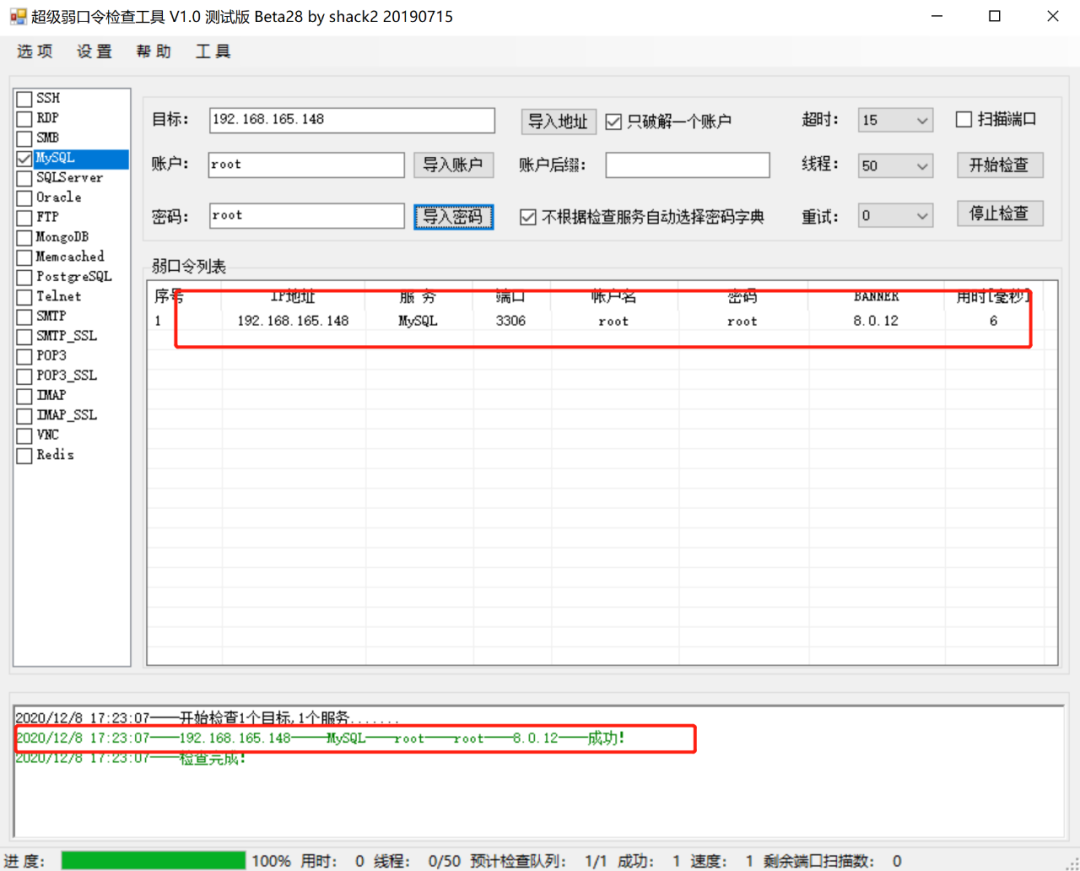 超级弱口令检查工具 V1.0 测试版 Beta28 by shack2 20190715
选项 设置 帮助 工具
SSH
RDP
SMB
MySQL
SQLServer
Oracle
FTP
MongoDB
Memcached
PostgreSQL
Telnet
SMTP
SMTP_SSL
POP3
POP3_SSL
IMAP
IMAP_SSL
VNC
Redis
目标: 192.168.165.148 导入地址 只破解一个账户 超时: 15 扫描端口
账户: root 导入账户 账户后缀: 线程: 50 开始检查
密码: root 导入密码 不根据检查服务自动选择密码字典 重试: 0 停止检查
弱口令列表
序号 IP地址 服 务 端口 帐户名 密码 BANNER 用时[毫秒]
1 192.168.165.148 MySQL 3306 root root 8.0.12 6
2020/12/8 17:23:07——开始检查1个目标,1个服务.......
2020/12/8 17:23:07——192.168.165.148——MySQL——root——root——8.0.12——成功!
2020/12/8 17:23:07——检查完成!
进度: 100% 用时: 0 线程: 0/50 预计检查队列: 1/1 成功: 1 速度: 1 剩余端口扫描数: 0